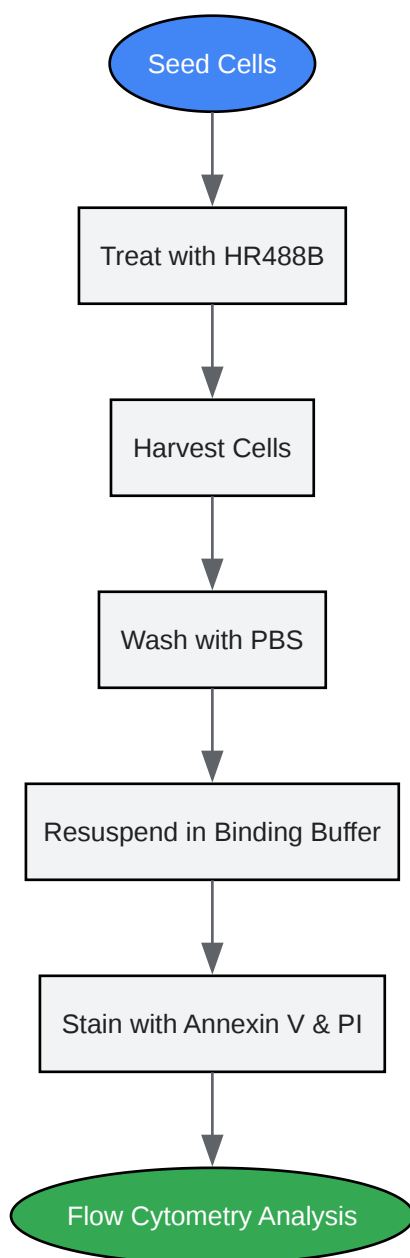 Seed Cells
Treat with HR488B
Harvest Cells
Wash with PBS
Resuspend in Binding Buffer
Stain with Annexin V & PI
Flow Cytometry Analysis